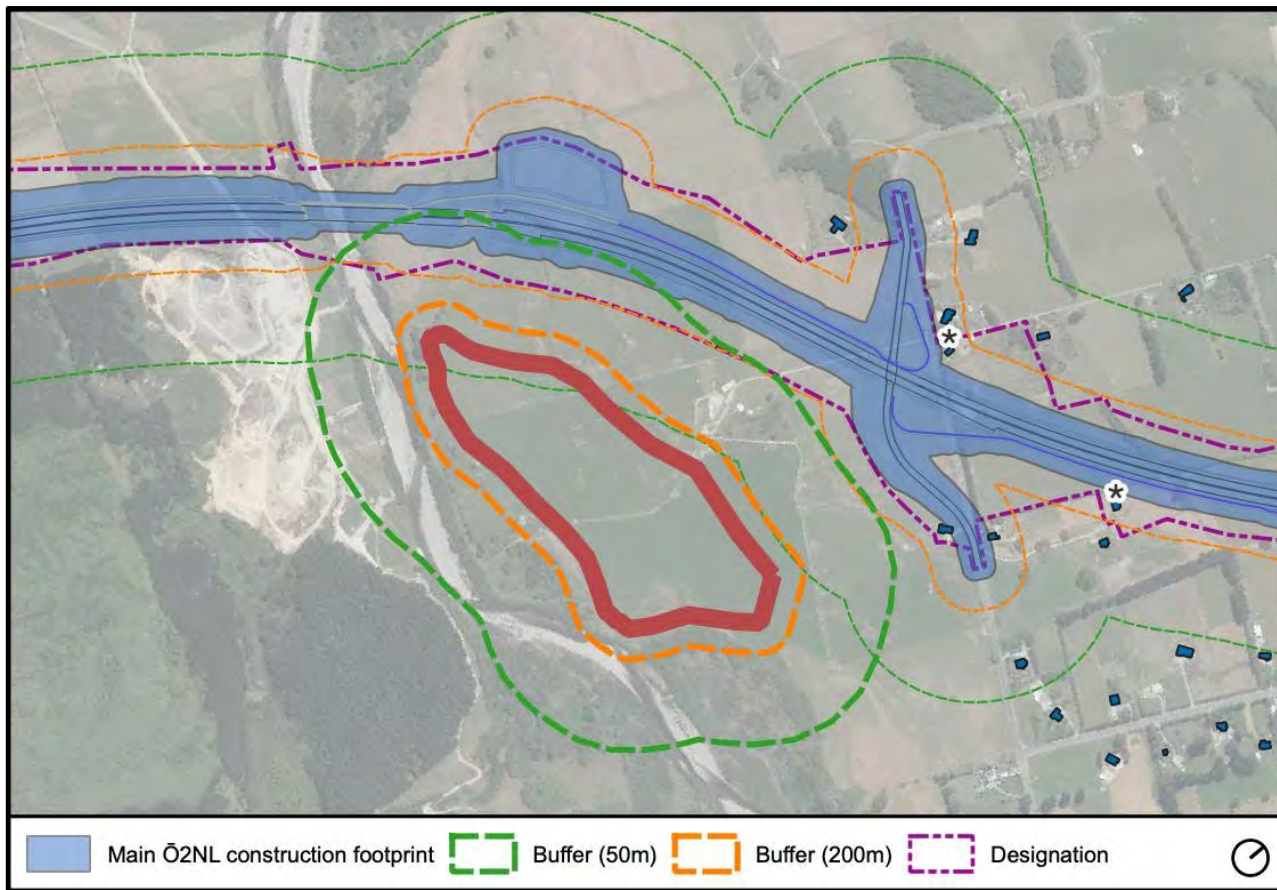 Main Ō2NL construction footprint
Buffer (50m)
Buffer (200m)
Designation